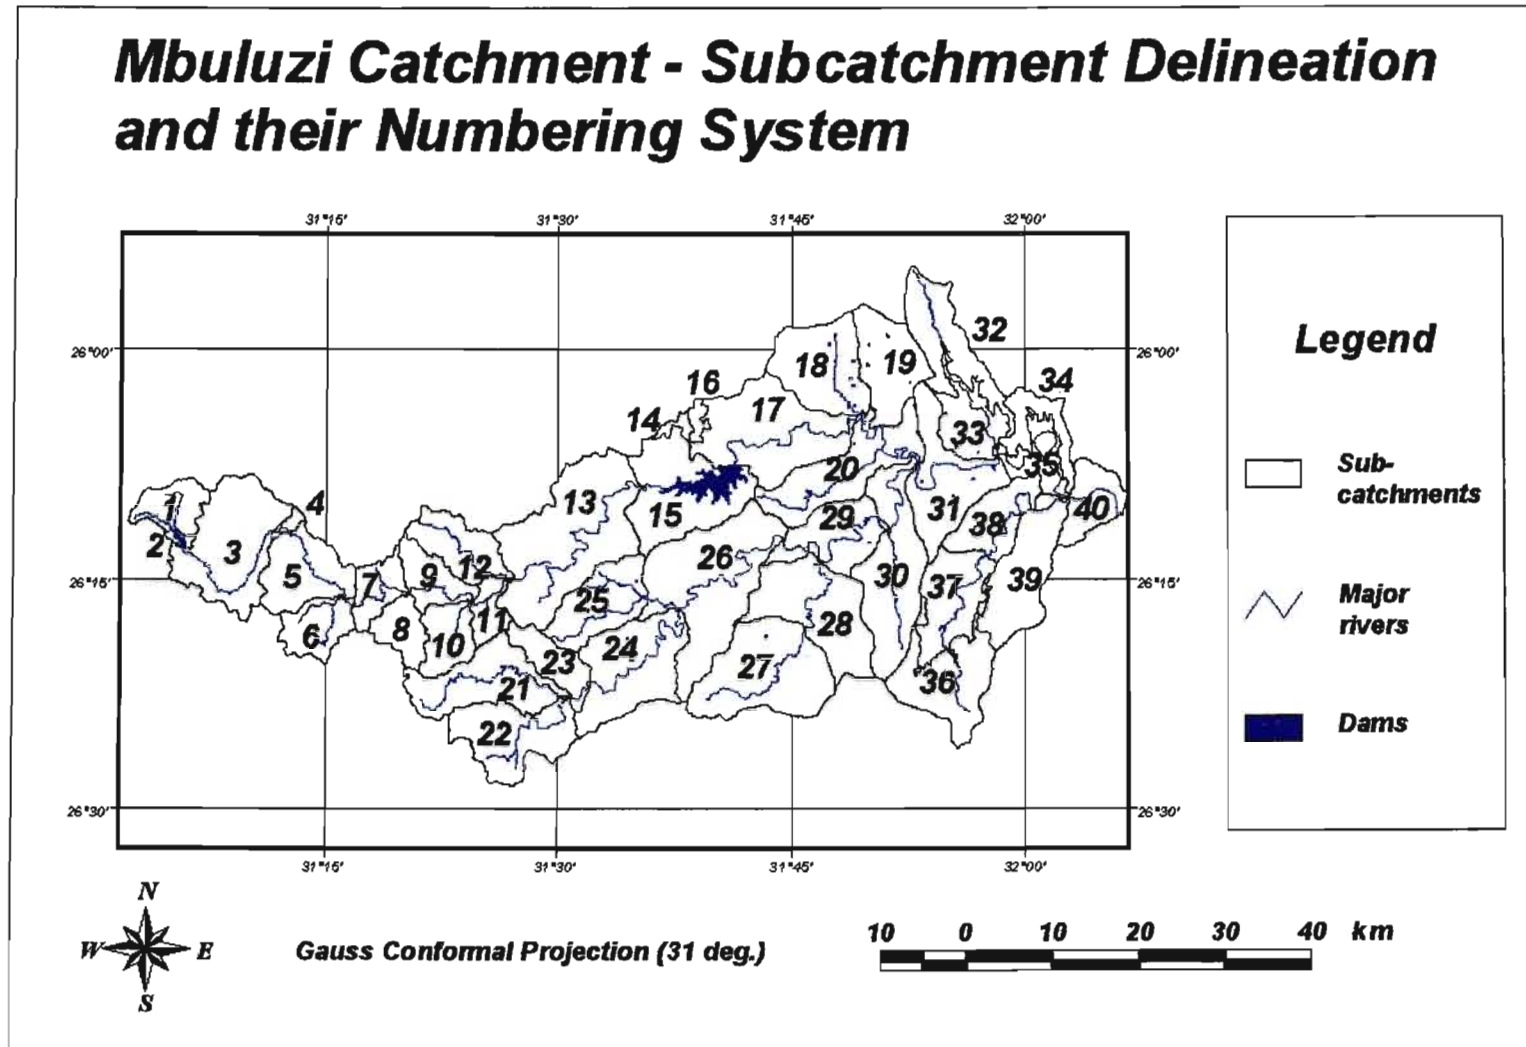 Mbuluzi Catchment - Subcatchment Delineation
and their Numbering System
31°15' 31°30' 31°45' 32°00'
32
26°00' 26°00'
18 19
16 34
17
14 33
20 35
13
4 15 31 40
1 29 38
2 3 26
12
26°15' 5 7 9 30 37 39 26°15'
25
11
6 8 10 24 28
23 27
21 36
22
26°30' 26°30'
31°15' 31°30' 31°45' 32°00'
Legend
Sub-
catchments
Major
rivers
Dams
N
W E
S
Gauss Conformal Projection (31 deg.)
10 0 10 20 30 40 km